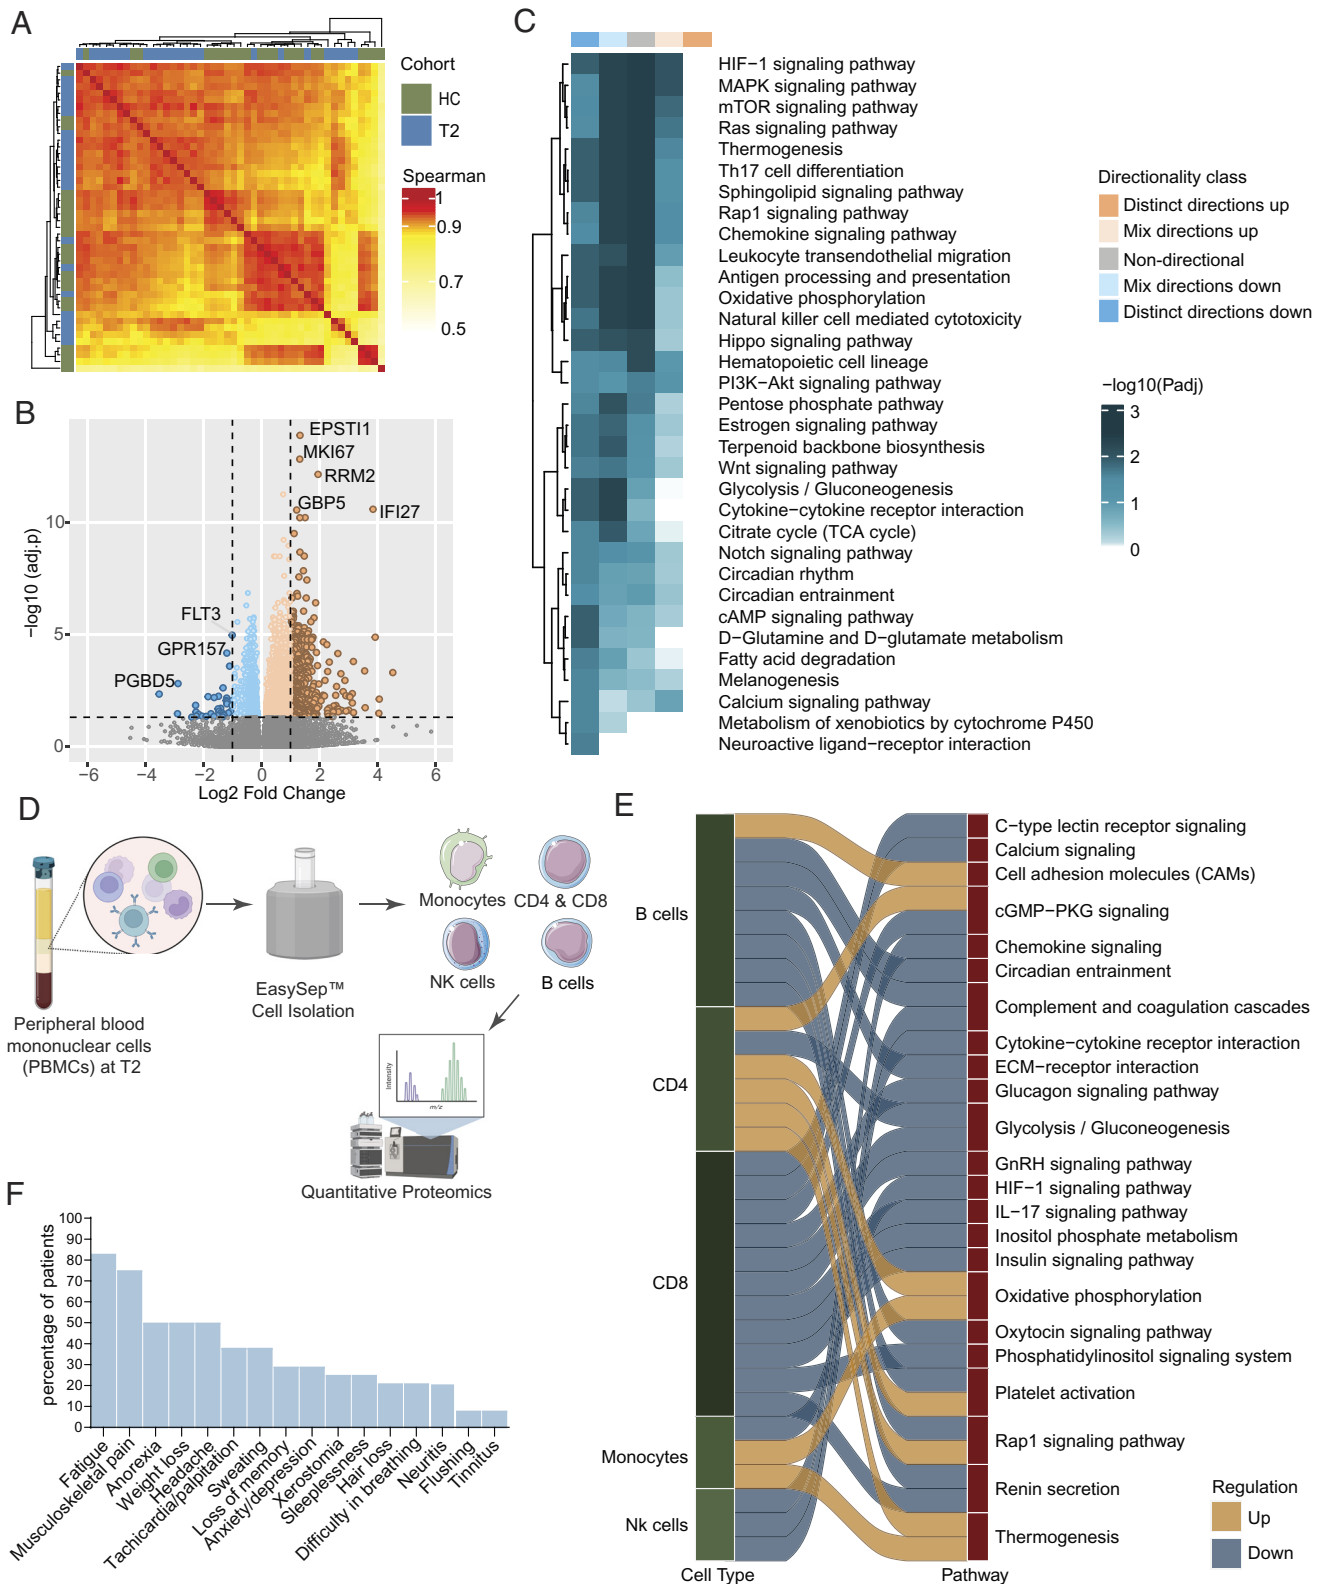 A
Cohort
HC
T2
Spearman
1
0.9
0.7
0.5
B
EPSTI1
MKI67
RRM2
GBP5
IFI27
FLT3
GPR157
PGBD5
−log10 (adj.p)
10
5
0
−6
−4
−2
0
2
4
6
Log2 Fold Change
C
HIF−1 signaling pathway
MAPK signaling pathway
mTOR signaling pathway
Ras signaling pathway
Thermogenesis
Th17 cell differentiation
Sphingolipid signaling pathway
Rap1 signaling pathway
Chemokine signaling pathway
Leukocyte transendothelial migration
Antigen processing and presentation
Oxidative phosphorylation
Natural killer cell mediated cytotoxicity
Hippo signaling pathway
Hematopoietic cell lineage
PI3K−Akt signaling pathway
Pentose phosphate pathway
Estrogen signaling pathway
Terpenoid backbone biosynthesis
Wnt signaling pathway
Glycolysis / Gluconeogenesis
Cytokine−cytokine receptor interaction
Citrate cycle (TCA cycle)
Notch signaling pathway
Circadian rhythm
Circadian entrainment
cAMP signaling pathway
D−Glutamine and D−glutamate metabolism
Fatty acid degradation
Melanogenesis
Calcium signaling pathway
Metabolism of xenobiotics by cytochrome P450
Neuroactive ligand−receptor interaction
Directionality class
Distinct directions up
Mix directions up
Non−directional
Mix directions down
Distinct directions down
−log10(Padj)
3
2
1
0
D
Peripheral blood
mononuclear cells
(PBMCs) at T2
EasySep™
Cell Isolation
Monocytes
CD4 & CD8
NK cells
B cells
Intensity
m/z
Quantitative Proteomics
E
B cells
CD4
CD8
Monocytes
Nk cells
Cell Type
C−type lectin receptor signaling
Calcium signaling
Cell adhesion molecules (CAMs)
cGMP−PKG signaling
Chemokine signaling
Circadian entrainment
Complement and coagulation cascades
Cytokine−cytokine receptor interaction
ECM−receptor interaction
Glucagon signaling pathway
Glycolysis / Gluconeogenesis
GnRH signaling pathway
HIF−1 signaling pathway
IL−17 signaling pathway
Inositol phosphate metabolism
Insulin signaling pathway
Oxidative phosphorylation
Oxytocin signaling pathway
Phosphatidylinositol signaling system
Platelet activation
Rap1 signaling pathway
Renin secretion
Thermogenesis
Pathway
Regulation
Up
Down
F
percentage of patients
100
90
80
70
60
50
40
30
20
10
0
Fatigue
Musculoskeletal pain
Anorexia
Weight loss
Headache
Tachicardia/palpitation
Sweating
Loss of memory
Anxiety/depression
Xerostomia
Sleeplessness
Hair loss
Difficulty in breathing
Neuritis
Flushing
Tinnitus